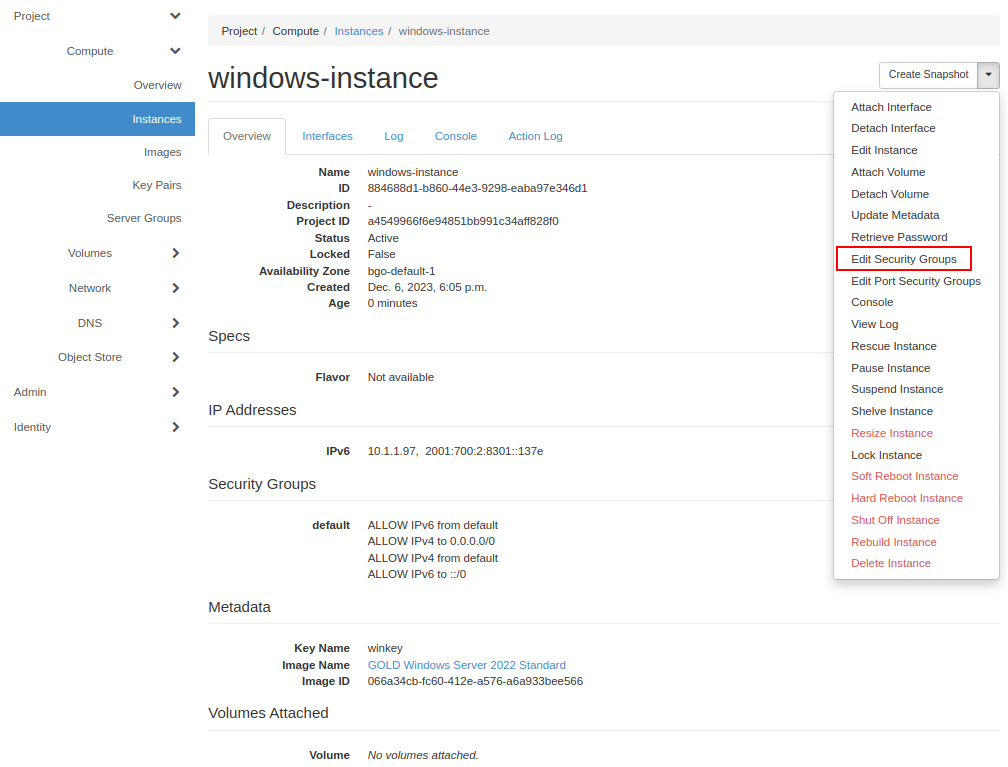 Project
Compute
Overview
Instances
Images
Key Pairs
Server Groups
Volumes
Network
DNS
Object Store
Admin
Identity
Project / Compute / Instances / windows-instance
windows-instance
Create Snapshot
Overview Interfaces Log Console Action Log
Name windows-instance
ID 884688d1-b860-44e3-9298-eaba97e346d1
Description -
Project ID a4549966f6e94851bb991c34aff828f0
Status Active
Locked False
Availability Zone bgo-default-1
Created Dec. 6, 2023, 6:05 p.m.
Age 0 minutes
Specs
Flavor Not available
IP Addresses
IPv6 10.1.1.97, 2001:700:2:8301::137e
Security Groups
default ALLOW IPv6 from default
ALLOW IPv4 to 0.0.0.0/0
ALLOW IPv4 from default
ALLOW IPv6 to ::/0
Metadata
Key Name winkey
Image Name GOLD Windows Server 2022 Standard
Image ID 066a34cb-fc60-412e-a576-a6a933bee566
Volumes Attached
Volume No volumes attached.
Attach Interface
Detach Interface
Edit Instance
Attach Volume
Detach Volume
Update Metadata
Retrieve Password
Edit Security Groups
Edit Port Security Groups
Console
View Log
Rescue Instance
Pause Instance
Suspend Instance
Shelve Instance
Resize Instance
Lock Instance
Soft Reboot Instance
Hard Reboot Instance
Shut Off Instance
Rebuild Instance
Delete Instance